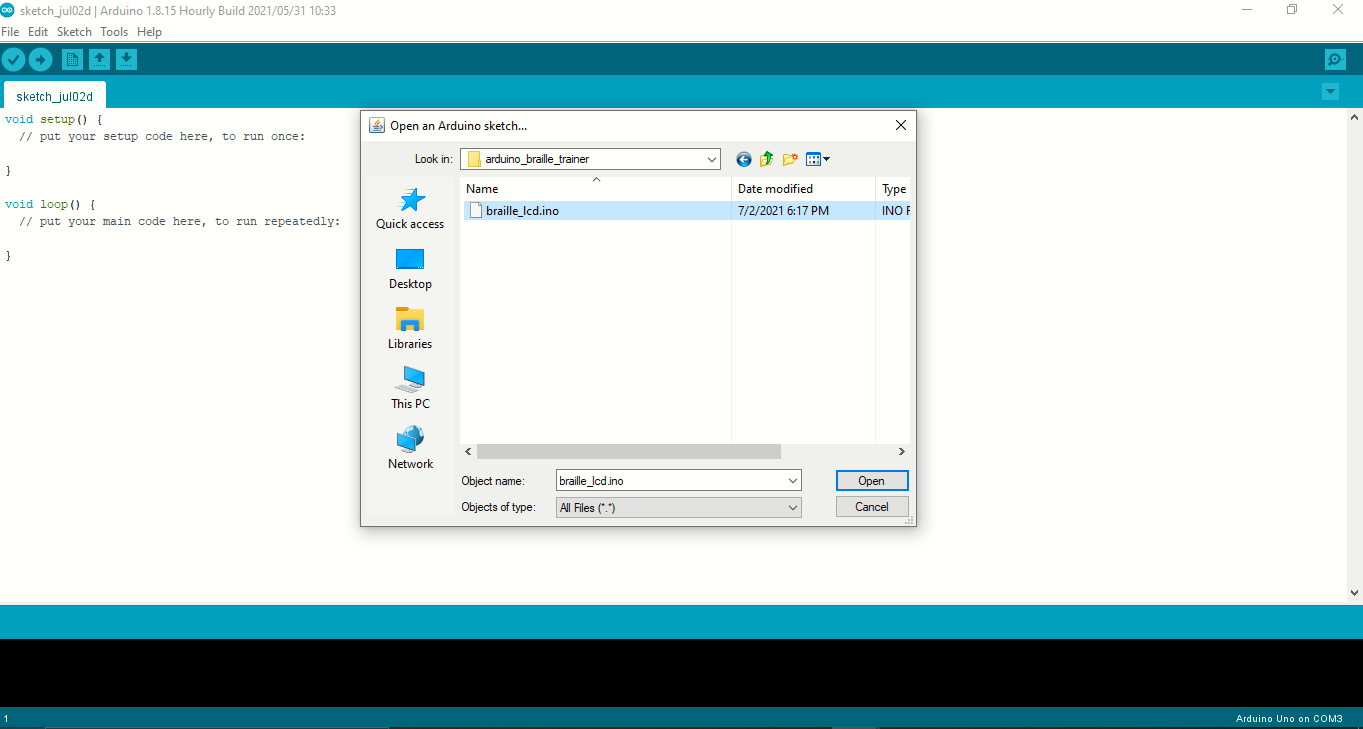 sketch_jul02d | Arduino 1.8.15 Hourly Build 2021/05/31 10:33
File Edit Sketch Tools Help
sketch_jul02d
void setup() {
// put your setup code here, to run once:
}
void loop() {
// put your main code here, to run repeatedly:
}
Open an Arduino sketch...
Look in: arduino_braille_trainer
Quick access
Desktop
Libraries
This PC
Network
Name Date modified Type
braille_lcd.ino 7/2/2021 6:17 PM INO F
Object name: braille_lcd.ino Open
Objects of type: All Files (*.*) Cancel
1 Arduino Uno on COM3